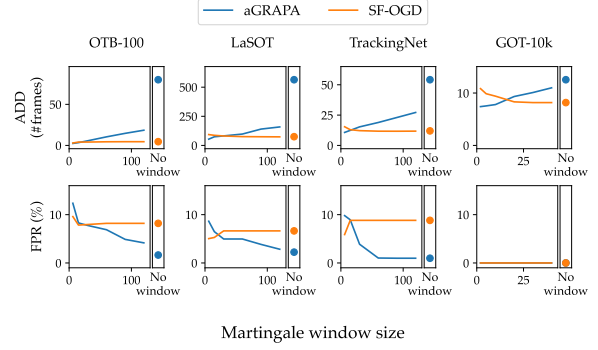 aGRAPA SF-OGD
OTB-100 LaSOT TrackingNet GOT-10k
ADD
(# frames)
50
0
0 100
No
window
500
250
0
0 100
No
window
50
25
0
0 100
No
window
10
0
25
No
window
FPR (%)
10
0
0 100
No
window
10
0
0 100
No
window
10
0
0 100
No
window
10
0
25
No
window
Martingale window size